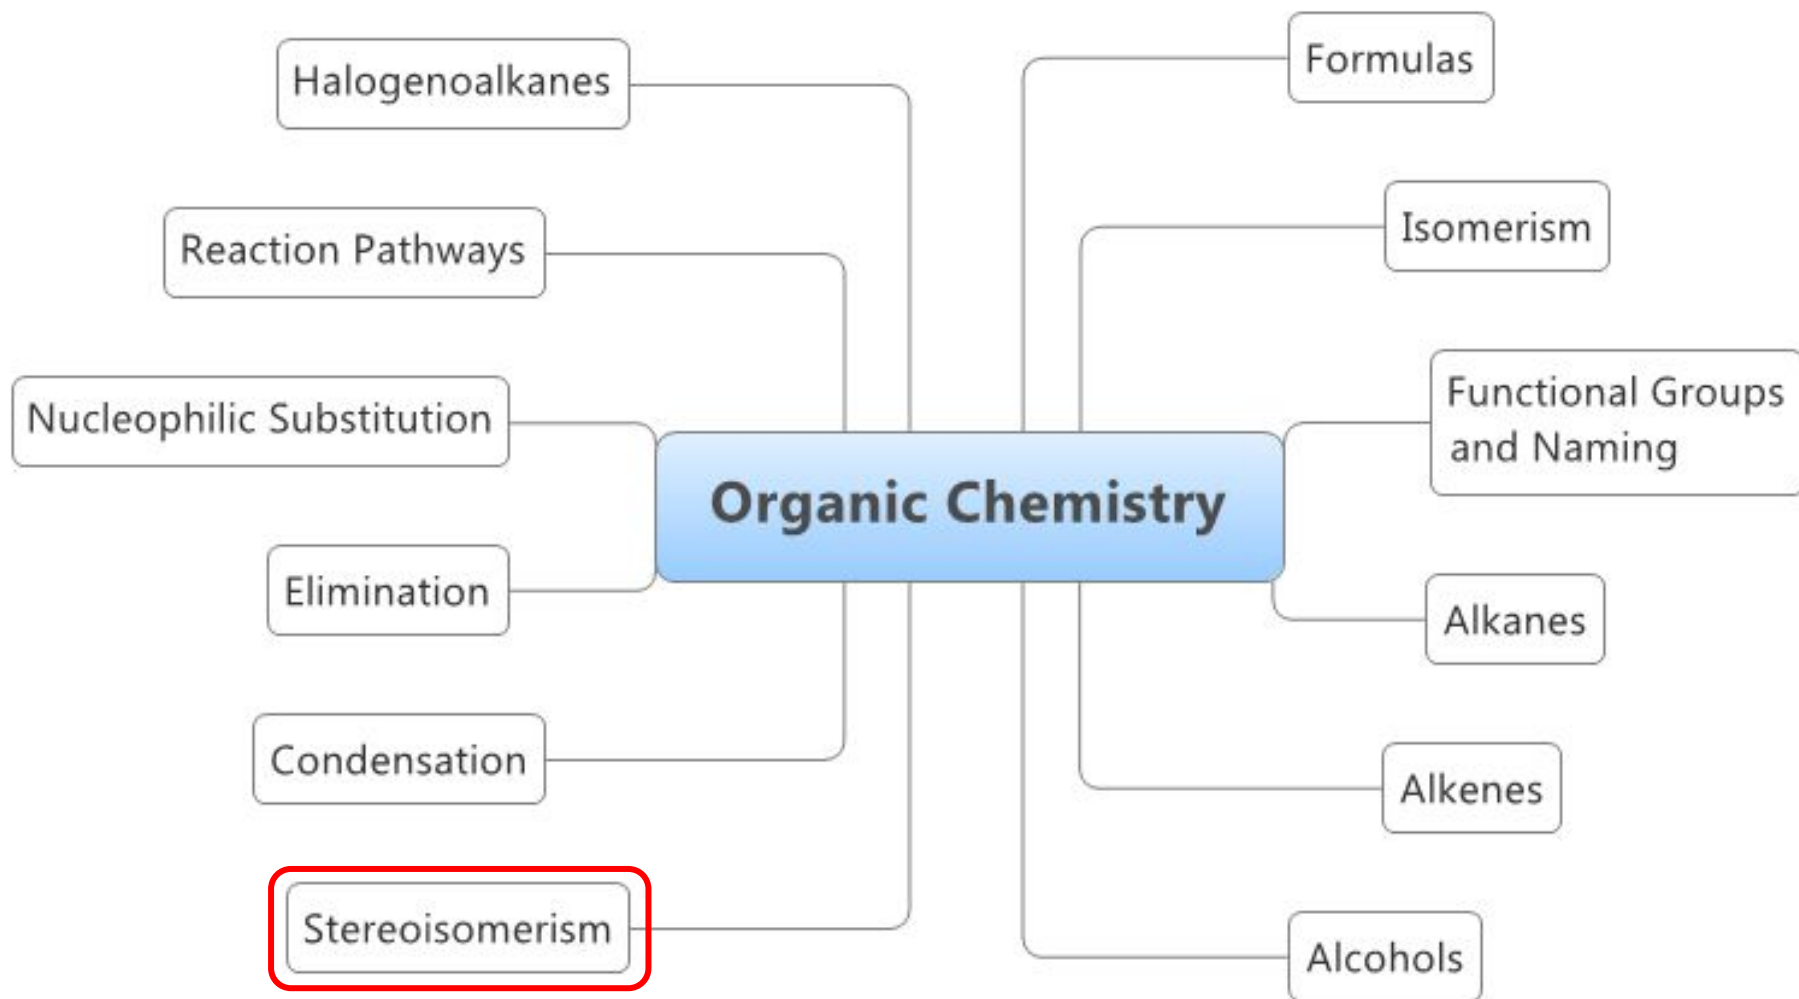 Halogenoalkanes
Reaction Pathways
Nucleophilic Substitution
Elimination
Condensation
Stereoisomerism
Organic Chemistry
Formulas
Isomerism
Functional Groups
and Naming
Alkanes
Alkenes
Alcohols